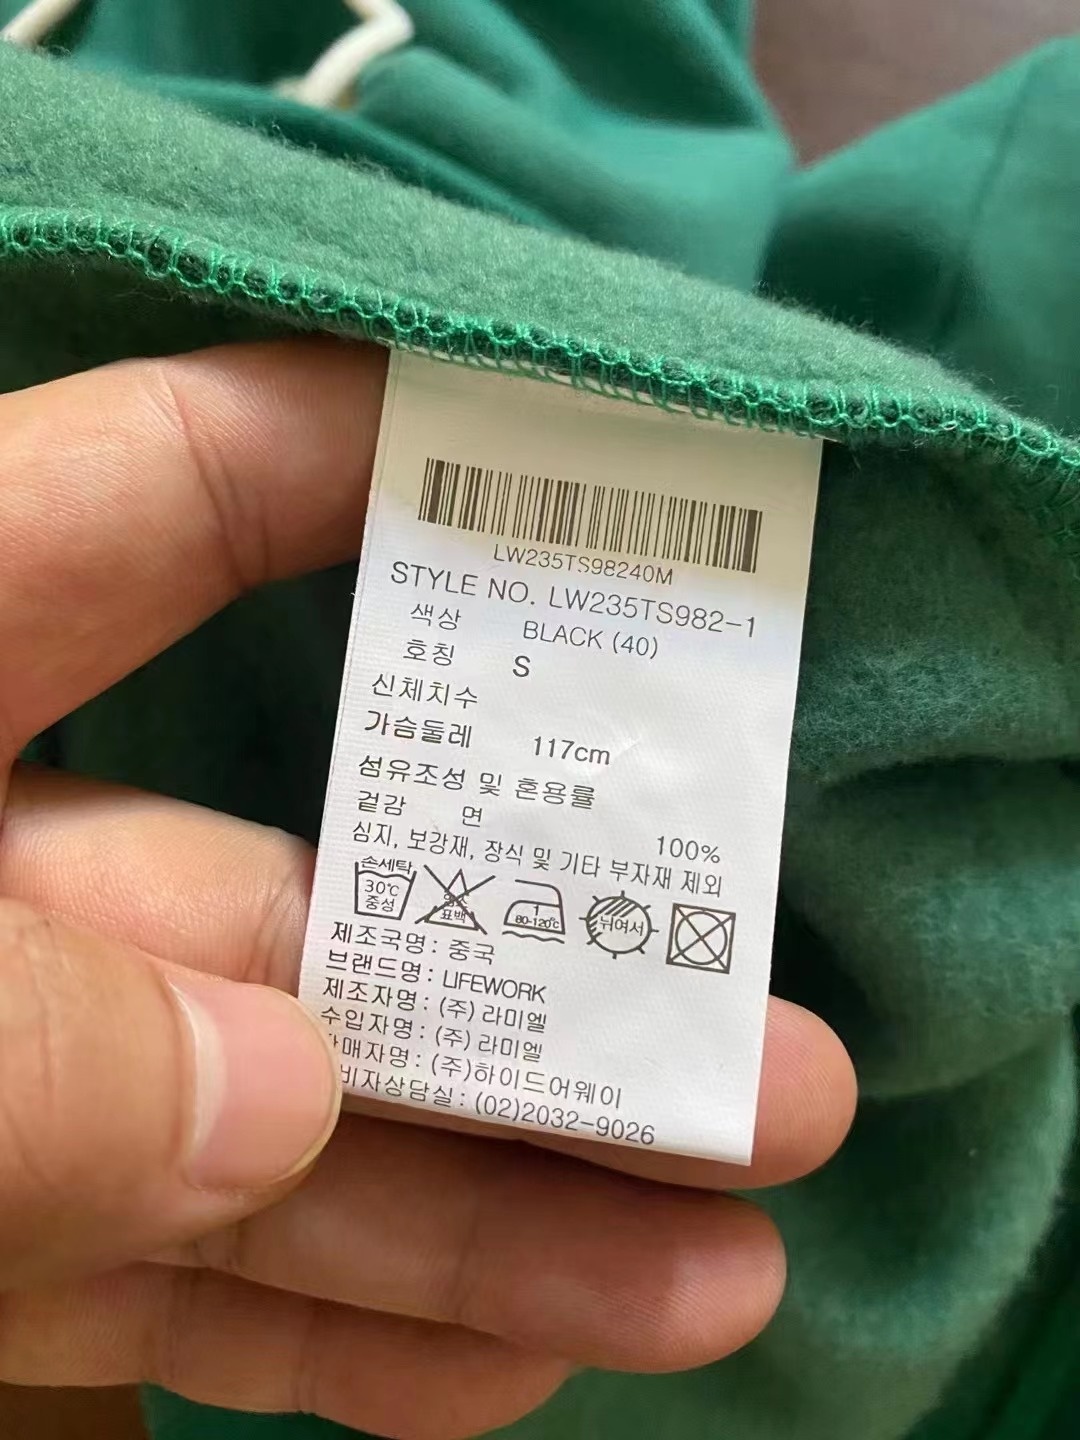 LW235TS98240M
STYLE NO. LW235TS982-1
색상 BLACK (40)
호칭 S
신체치수
가슴둘레 117cm
섬유조성 및 혼용률
겉감 면 100%
심지, 보강재, 장식 및 기타 부자재 제외
손세탁
30℃
중성
표백
1
80-120℃
뉘여서
제조국명: 중국
브랜드명: LIFEWORK
제조자명: (주) 라미엘
수입자명: (주) 라미엘
매자명: (주)하이드어웨이
비자상담실: (02)2032-9026